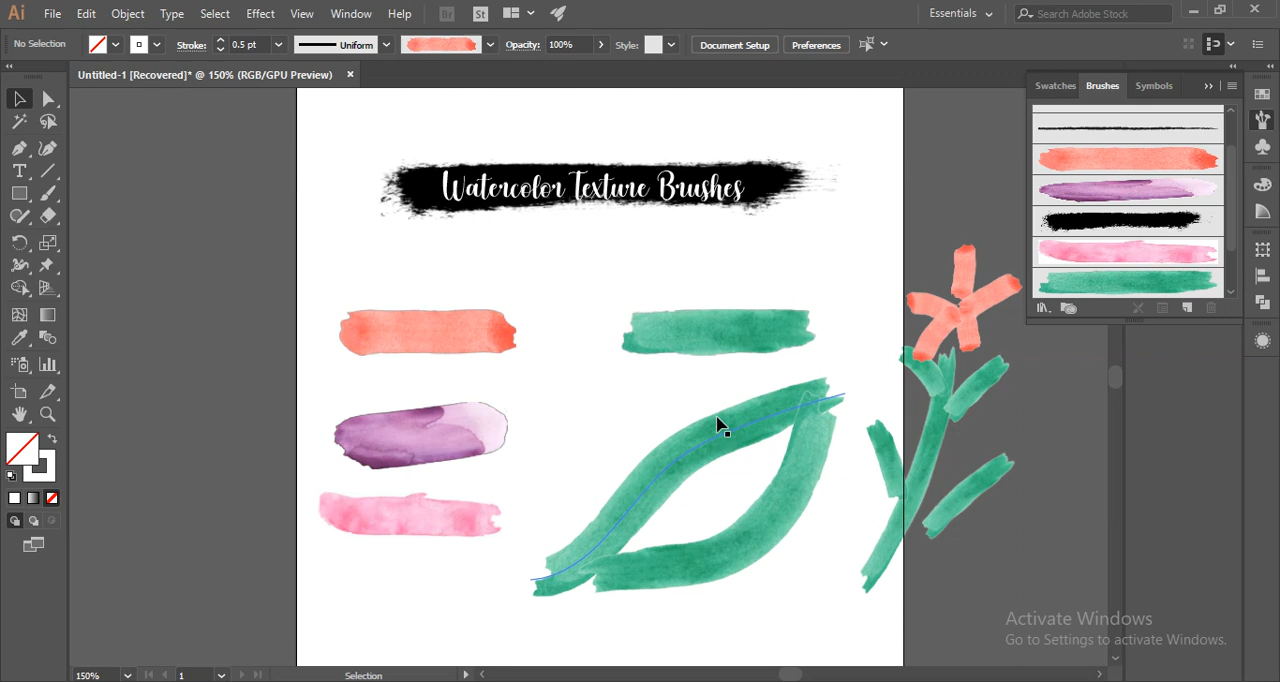 Ai File Edit Object Type Select Effect View Window Help Br St Essentials Search Adobe Stock
No Selection Stroke: 0.5 pt Uniform Opacity: 100% Style: Document Setup Preferences
Untitled-1 [Recovered]* @ 150% (RGB/GPU Preview) ×
Swatches Brushes Symbols
Watercolor Texture Brushes
Activate Windows
Go to Settings to activate Windows.
150% 1 Selection